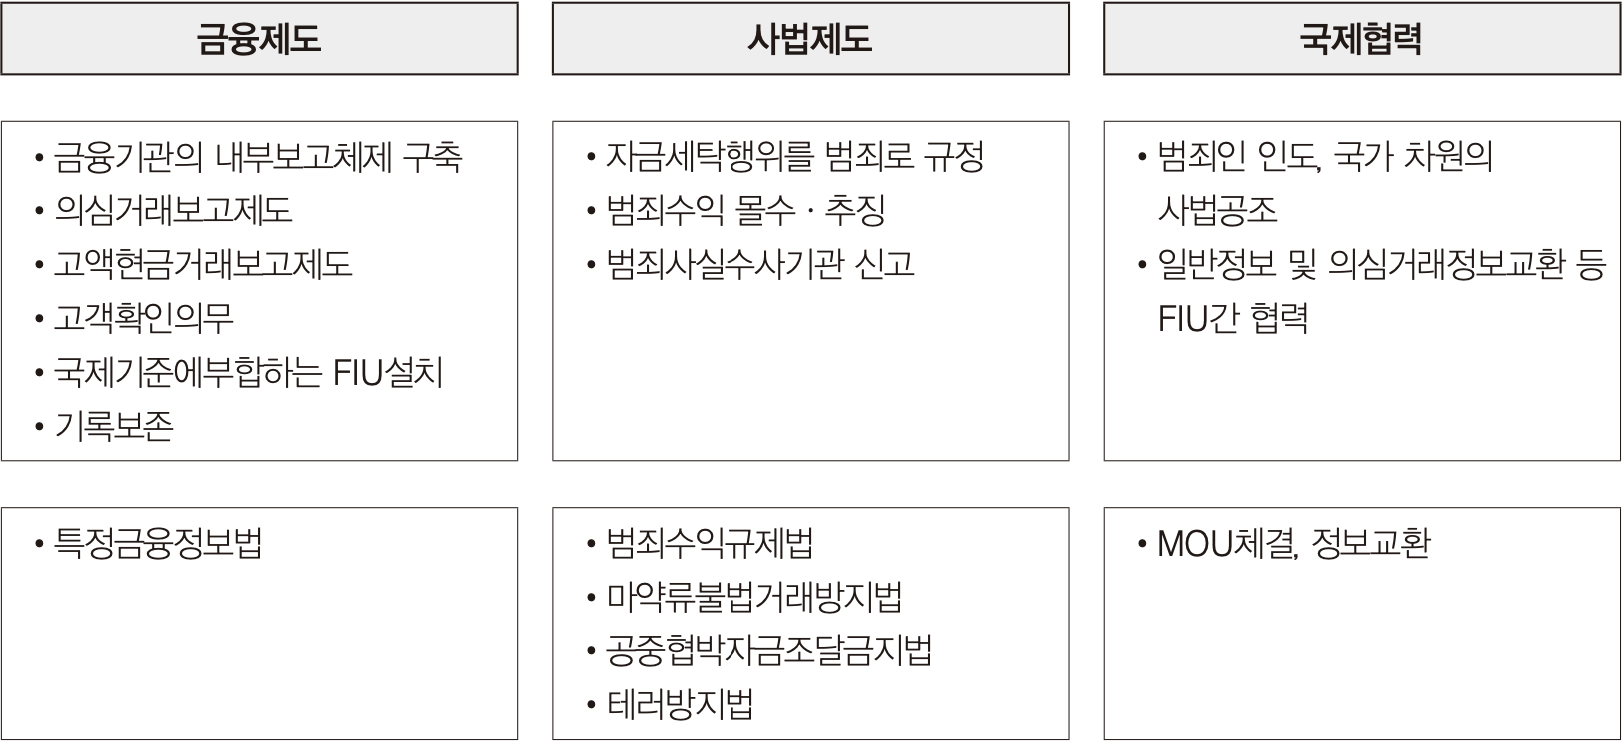 금융제도
사법제도
국제협력
• 금융기관의 내부보고체제 구축
• 의심거래보고제도
• 고액현금거래보고제도
• 고객확인의무
• 국제기준에부합하는 FIU설치
• 기록보존
• 자금세탁행위를 범죄로 규정
• 범죄수익 몰수 · 추징
• 범죄사실수사기관 신고
• 범죄인 인도, 국가 차원의
사법공조
• 일반정보 및 의심거래정보교환 등
FIU간 협력
• 특정금융정보법
• 범죄수익규제법
• 마약류불법거래방지법
• 공중협박자금조달금지법
• 테러방지법
• MOU체결, 정보교환